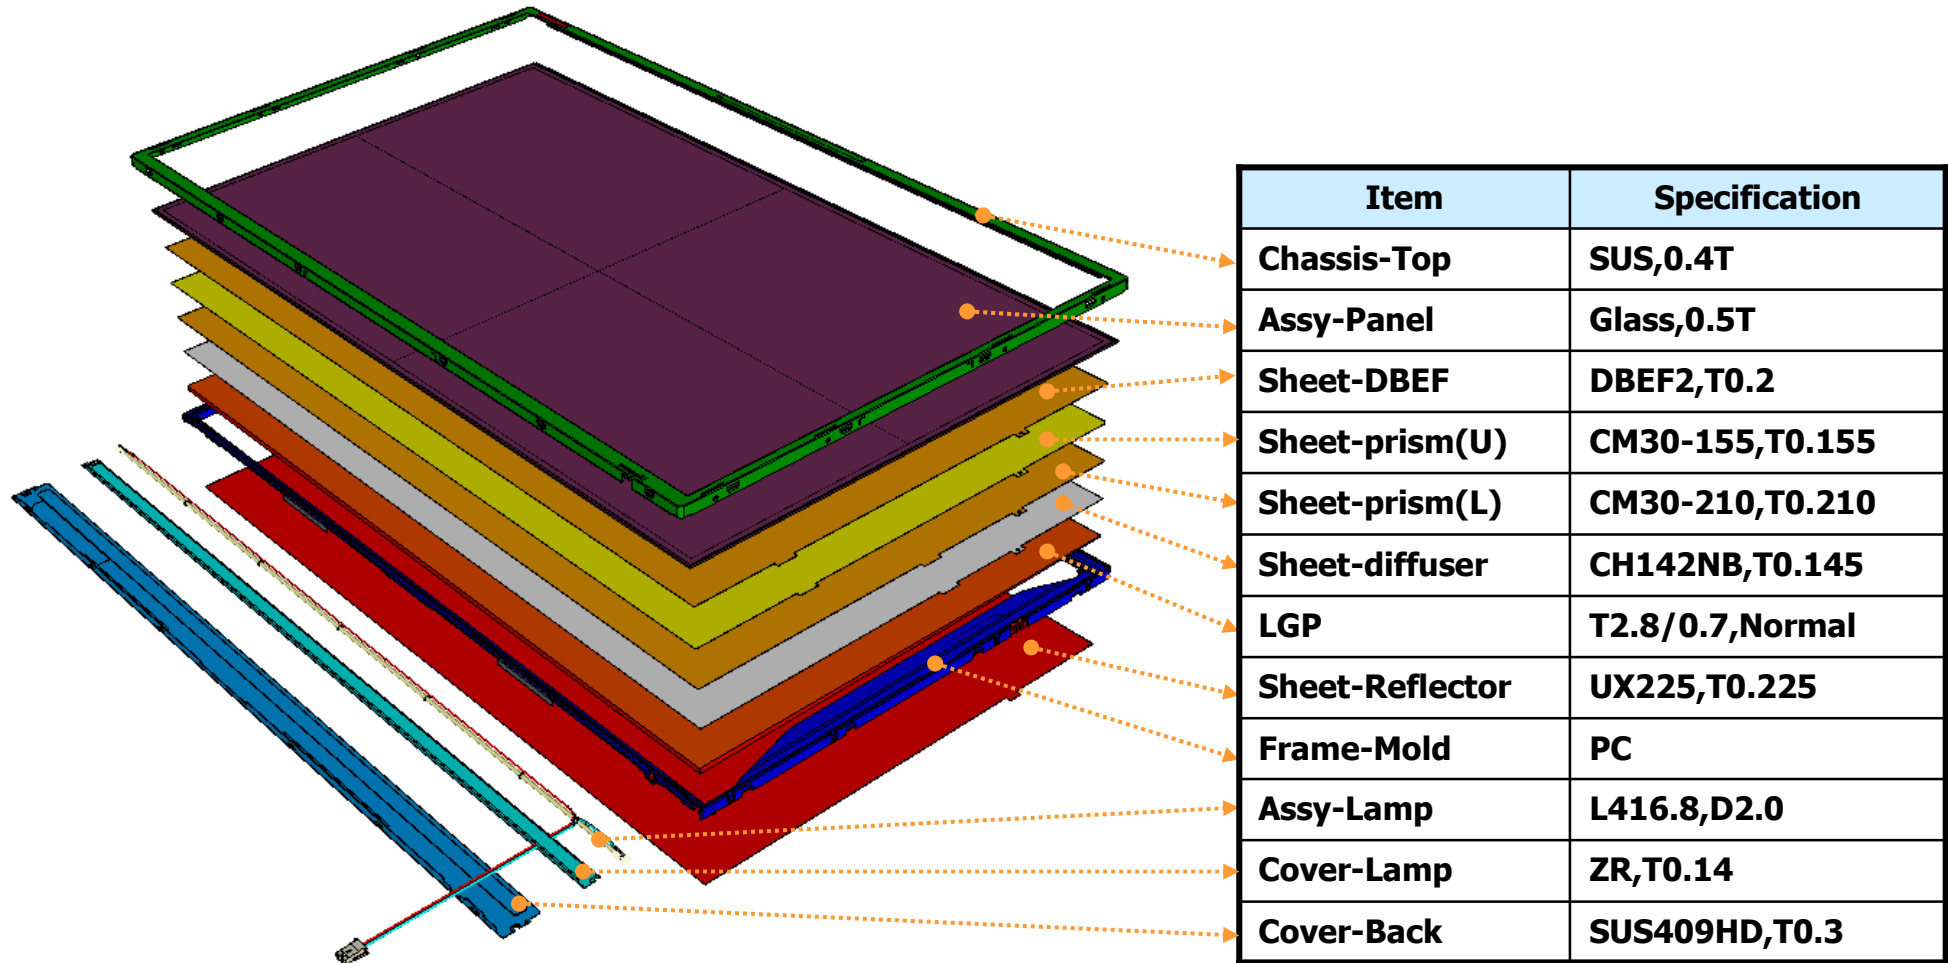 Item Specification
Chassis-Top SUS,0.4T
Assy-Panel Glass,0.5T
Sheet-DBEF DBEF2,T0.2
Sheet-prism(U) CM30-155,T0.155
Sheet-prism(L) CM30-210,T0.210
Sheet-diffuser CH142NB,T0.145
LGP T2.8/0.7,Normal
Sheet-Reflector UX225,T0.225
Frame-Mold PC
Assy-Lamp L416.8,D2.0
Cover-Lamp ZR,T0.14
Cover-Back SUS409HD,T0.3